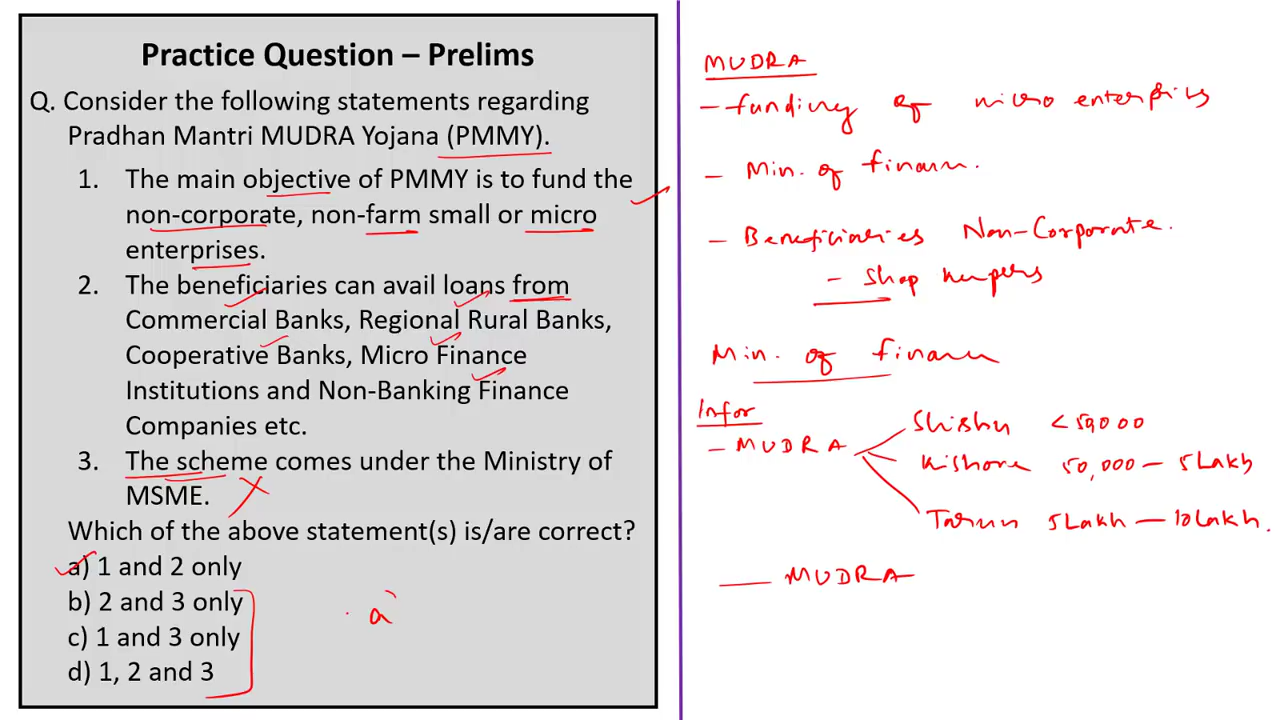 Practice Question – Prelims
Q. Consider the following statements regarding
Pradhan Mantri MUDRA Yojana (PMMY).
1. The main objective of PMMY is to fund the
non-corporate, non-farm small or micro
enterprises.
2. The beneficiaries can avail loans from
Commercial Banks, Regional Rural Banks,
Cooperative Banks, Micro Finance
Institutions and Non-Banking Finance
Companies etc.
3. The scheme comes under the Ministry of
MSME.
Which of the above statement(s) is/are correct?
a) 1 and 2 only
b) 2 and 3 only
c) 1 and 3 only
d) 1, 2 and 3
a
MUDRA
- funding of micro enterprises
- Min. of finance.
- Beneficiaries Non-Corporate.
- Shop keepers
Min. of finance
Infor
- MUDRA
Shishu < 50,000
Kishore 50,000 - 5 Lakh
Tarun 5 Lakh - 10 Lakh.
MUDRA